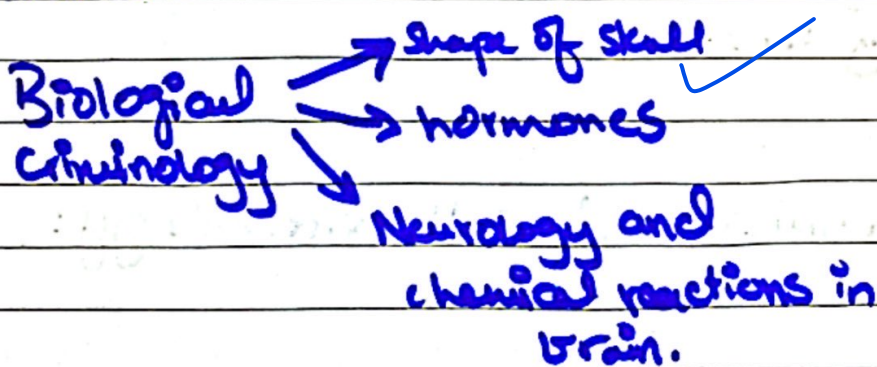 Biological
criminology
shape of skull
hormones
Neurology and
chemical reactions in
brain.